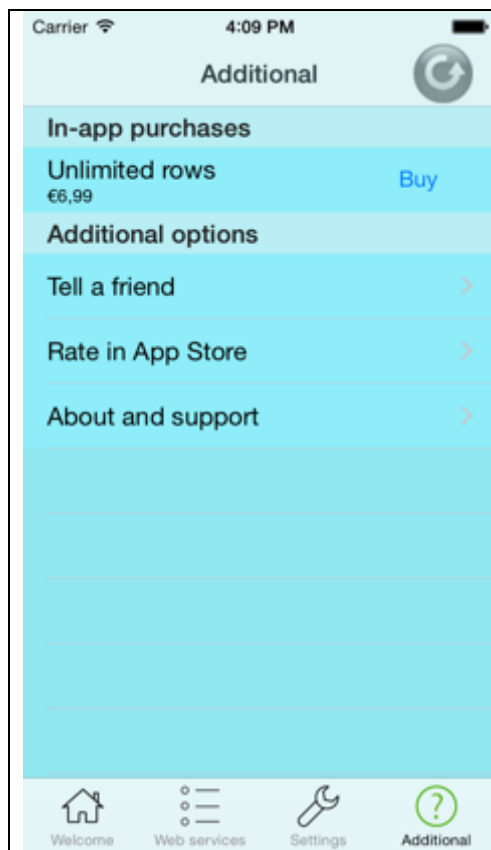 Carrier 4:09 PM
Additional
In-app purchases
Unlimited rows
€6,99
Buy
Additional options
Tell a friend
Rate in App Store
About and support
Welcome Web services Settings Additional